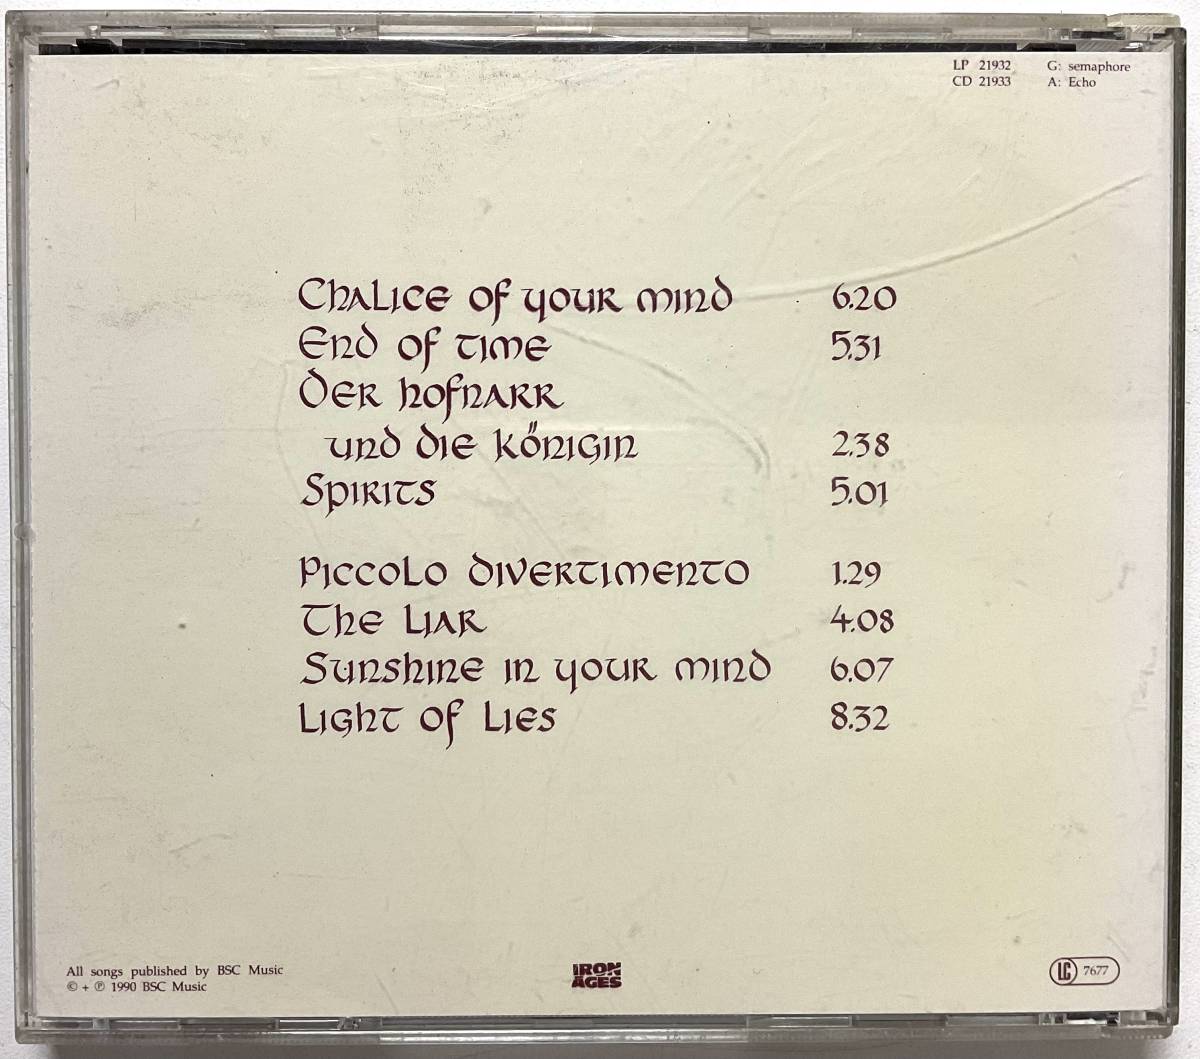 LP 21932 G: semaphore
CD 21933 A: Echo
Chalice of your mind 6.20
End of time 5.31
Der Hofnarr
und die Königin 2.38
Spirits 5.01
Piccolo divertimento 1.29
The Liar 4.08
Sunshine in your mind 6.07
Light of Lies 8.32
All songs published by BSC Music
© + ℗ 1990 BSC Music
IRON
AGES
LC 7677